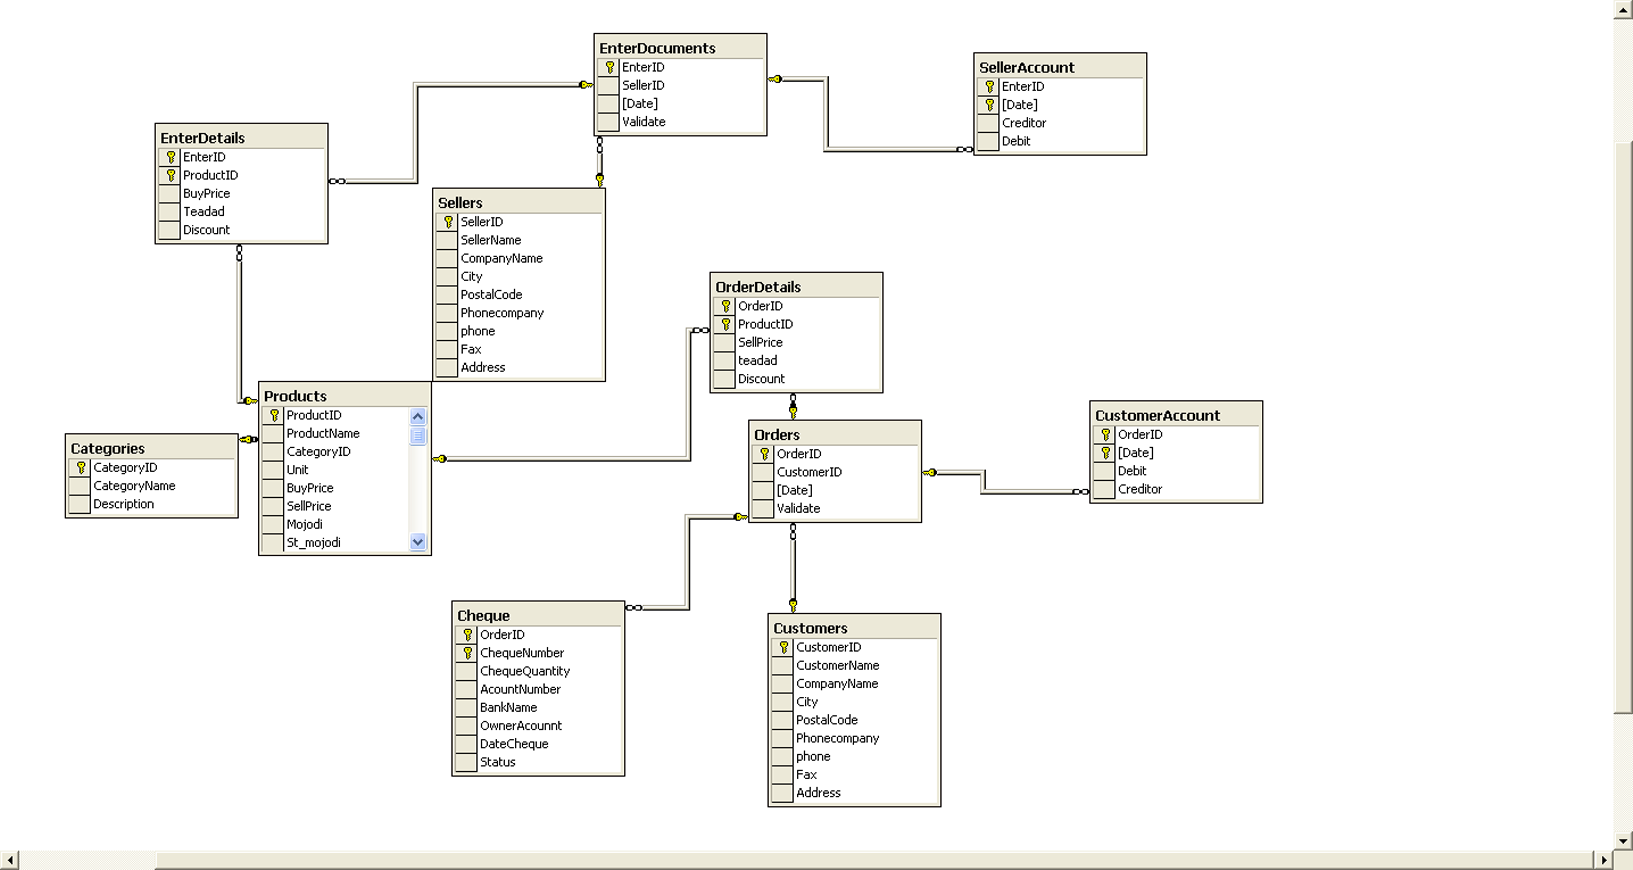 EnterDocuments
EnterID
SellerID
[Date]
Validate
SellerAccount
EnterID
[Date]
Creditor
Debit
EnterDetails
EnterID
ProductID
BuyPrice
Teadad
Discount
Sellers
SellerID
SellerName
CompanyName
City
PostalCode
Phonecompany
phone
Fax
Address
OrderDetails
OrderID
ProductID
SellPrice
teadad
Discount
Products
ProductID
ProductName
CategoryID
Unit
BuyPrice
SellPrice
Mojodi
St_mojodi
Categories
CategoryID
CategoryName
Description
Orders
OrderID
CustomerID
[Date]
Validate
CustomerAccount
OrderID
[Date]
Debit
Creditor
Cheque
OrderID
ChequeNumber
ChequeQuantity
AcountNumber
BankName
OwnerAcounnt
DateCheque
Status
Customers
CustomerID
CustomerName
CompanyName
City
PostalCode
Phonecompany
phone
Fax
Address